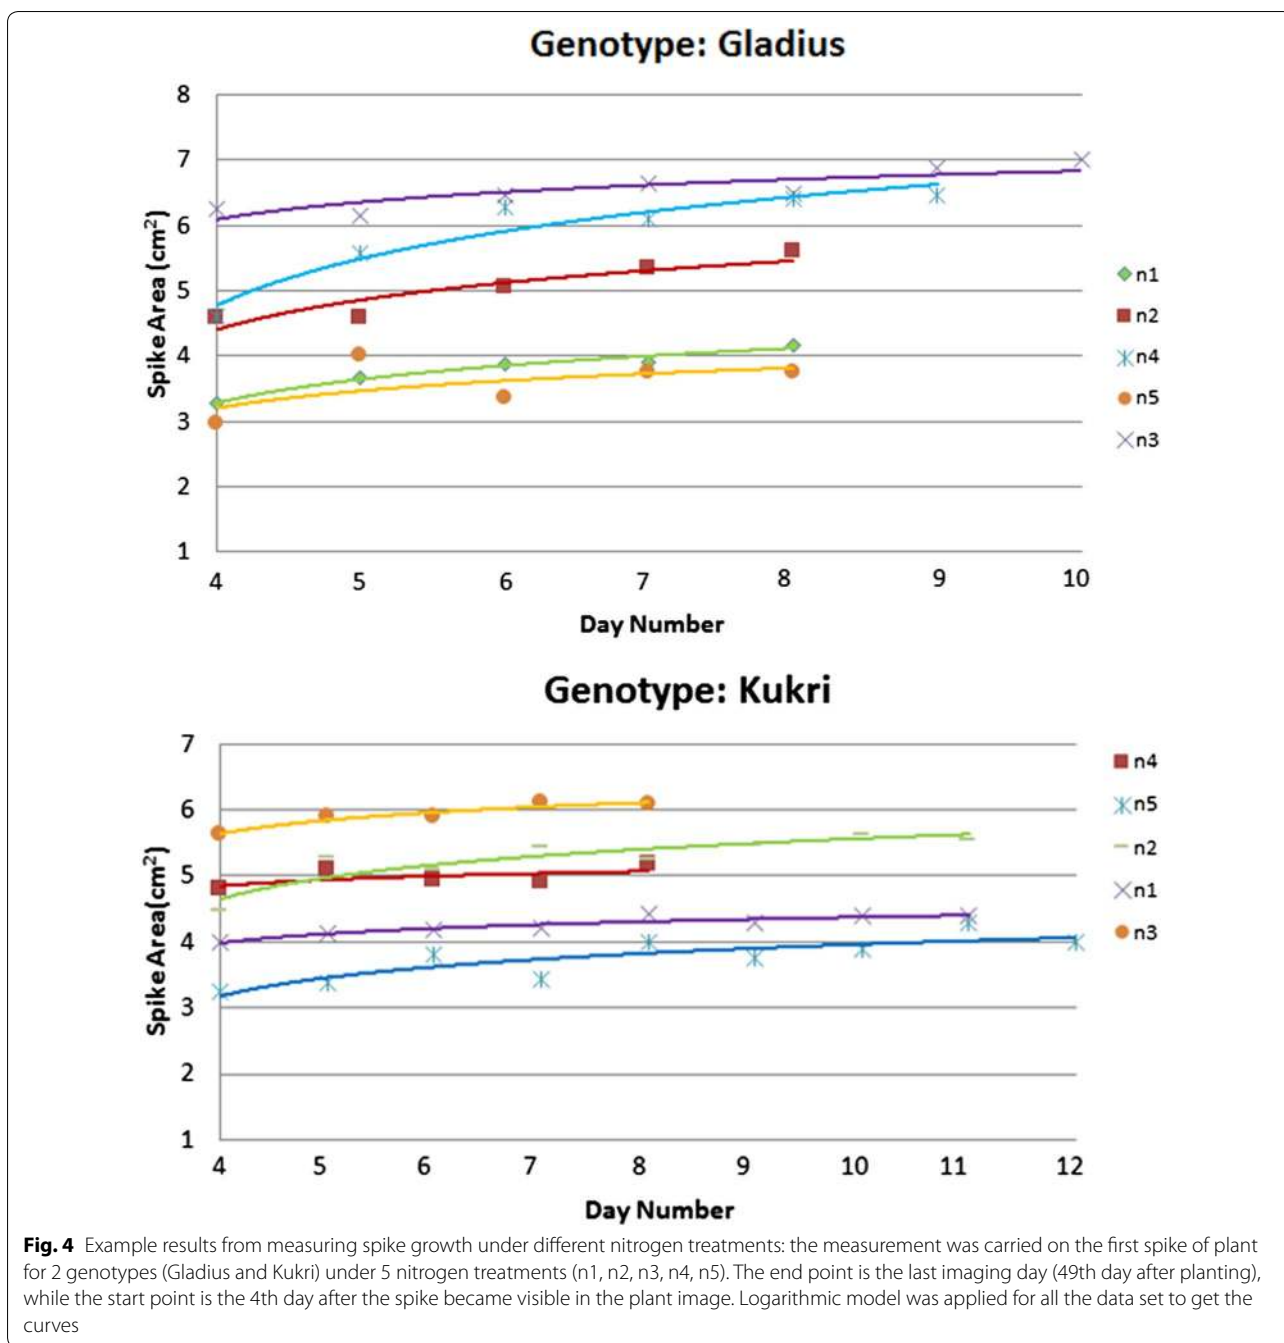 Genotype: Gladius
8
7
6
5
4
3
2
1
Spike Area (cm²)
4 5 6 7 8 9 10
Day Number
n1
n2
n4
n5
n3
Genotype: Kukri
7
6
5
4
3
2
1
Spike Area(cm²)
4 5 6 7 8 9 10 11 12
Day Number
n4
n5
n2
n1
n3
Fig. 4 Example results from measuring spike growth under different nitrogen treatments: the measurement was carried on the first spike of plant
for 2 genotypes (Gladius and Kukri) under 5 nitrogen treatments (n1, n2, n3, n4, n5). The end point is the last imaging day (49th day after planting),
while the start point is the 4th day after the spike became visible in the plant image. Logarithmic model was applied for all the data set to get the
curves